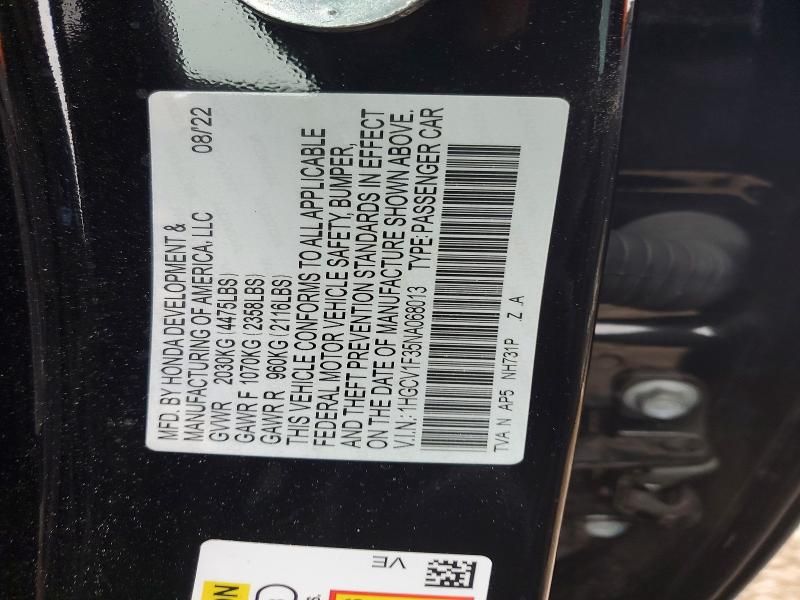 MFD. BY HONDA DEVELOPMENT &
MANUFACTURING OF AMERICA, LLC 08/22
GVWR 2030KG (4475LBS)
GAWR F 1070KG (2358LBS)
GAWR R 960KG (2116LBS)
THIS VEHICLE CONFORMS TO ALL APPLICABLE
FEDERAL MOTOR VEHICLE SAFETY, BUMPER,
AND THEFT PREVENTION STANDARDS IN EFFECT
ON THE DATE OF MANUFACTURE SHOWN ABOVE.
V.I.N.: 1HGCV1F35NA068013 TYPE: PASSENGER CAR
TVA N AP5 NH731P .Z .A
VE